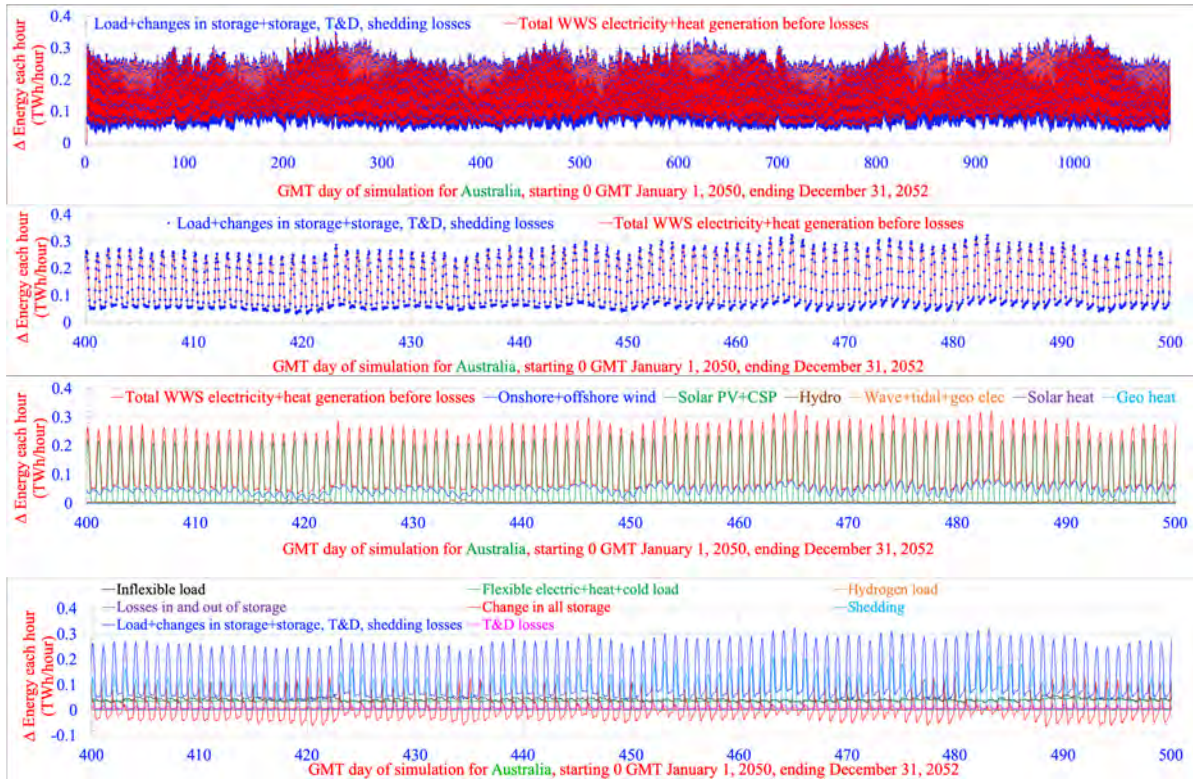 Load+changes in storage+storage, T&D, shedding losses —Total WWS electricity+heat generation before losses
Δ Energy each hour
(TWh/hour)
0.4
0.3
0.2
0.1
0
0 100 200 300 400 500 600 700 800 900 1000
GMT day of simulation for Australia, starting 0 GMT January 1, 2050, ending December 31, 2052
· Load+changes in storage+storage, T&D, shedding losses —Total WWS electricity+heat generation before losses
Δ Energy each hour
(TWh/hour)
0.4
0.3
0.2
0.1
0
400 410 420 430 440 450 460 470 480 490 500
GMT day of simulation for Australia, starting 0 GMT January 1, 2050, ending December 31, 2052
—Total WWS electricity+heat generation before losses —Onshore+offshore wind —Solar PV+CSP —Hydro —Wave+tidal+geo elec —Solar heat —Geo heat
Δ Energy each hour
(TWh/hour)
0.4
0.3
0.2
0.1
0
400 410 420 430 440 450 460 470 480 490 500
GMT day of simulation for Australia, starting 0 GMT January 1, 2050, ending December 31, 2052
—Inflexible load —Flexible electric+heat+cold load —Hydrogen load
—Losses in and out of storage —Change in all storage —Shedding
—Load+changes in storage+storage, T&D, shedding losses —T&D losses
Δ Energy each hour
(TWh/hour)
0.4
0.3
0.2
0.1
0
-0.1
400 410 420 430 440 450 460 470 480 490 500
GMT day of simulation for Australia, starting 0 GMT January 1, 2050, ending December 31, 2052